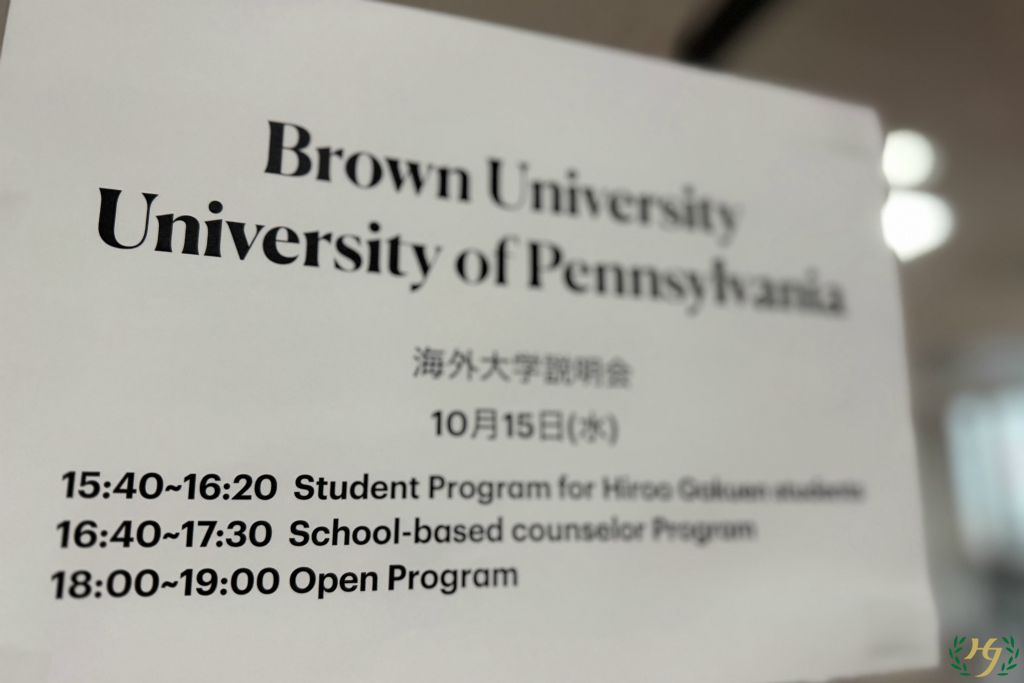 Brown University
University of Pennsylvania
海外大学説明会
10月15日(水)
15:40~16:20 Student Program for Hiroo Gakuen students
16:40~17:30 School-based counselor Program
18:00~19:00 Open Program
HG